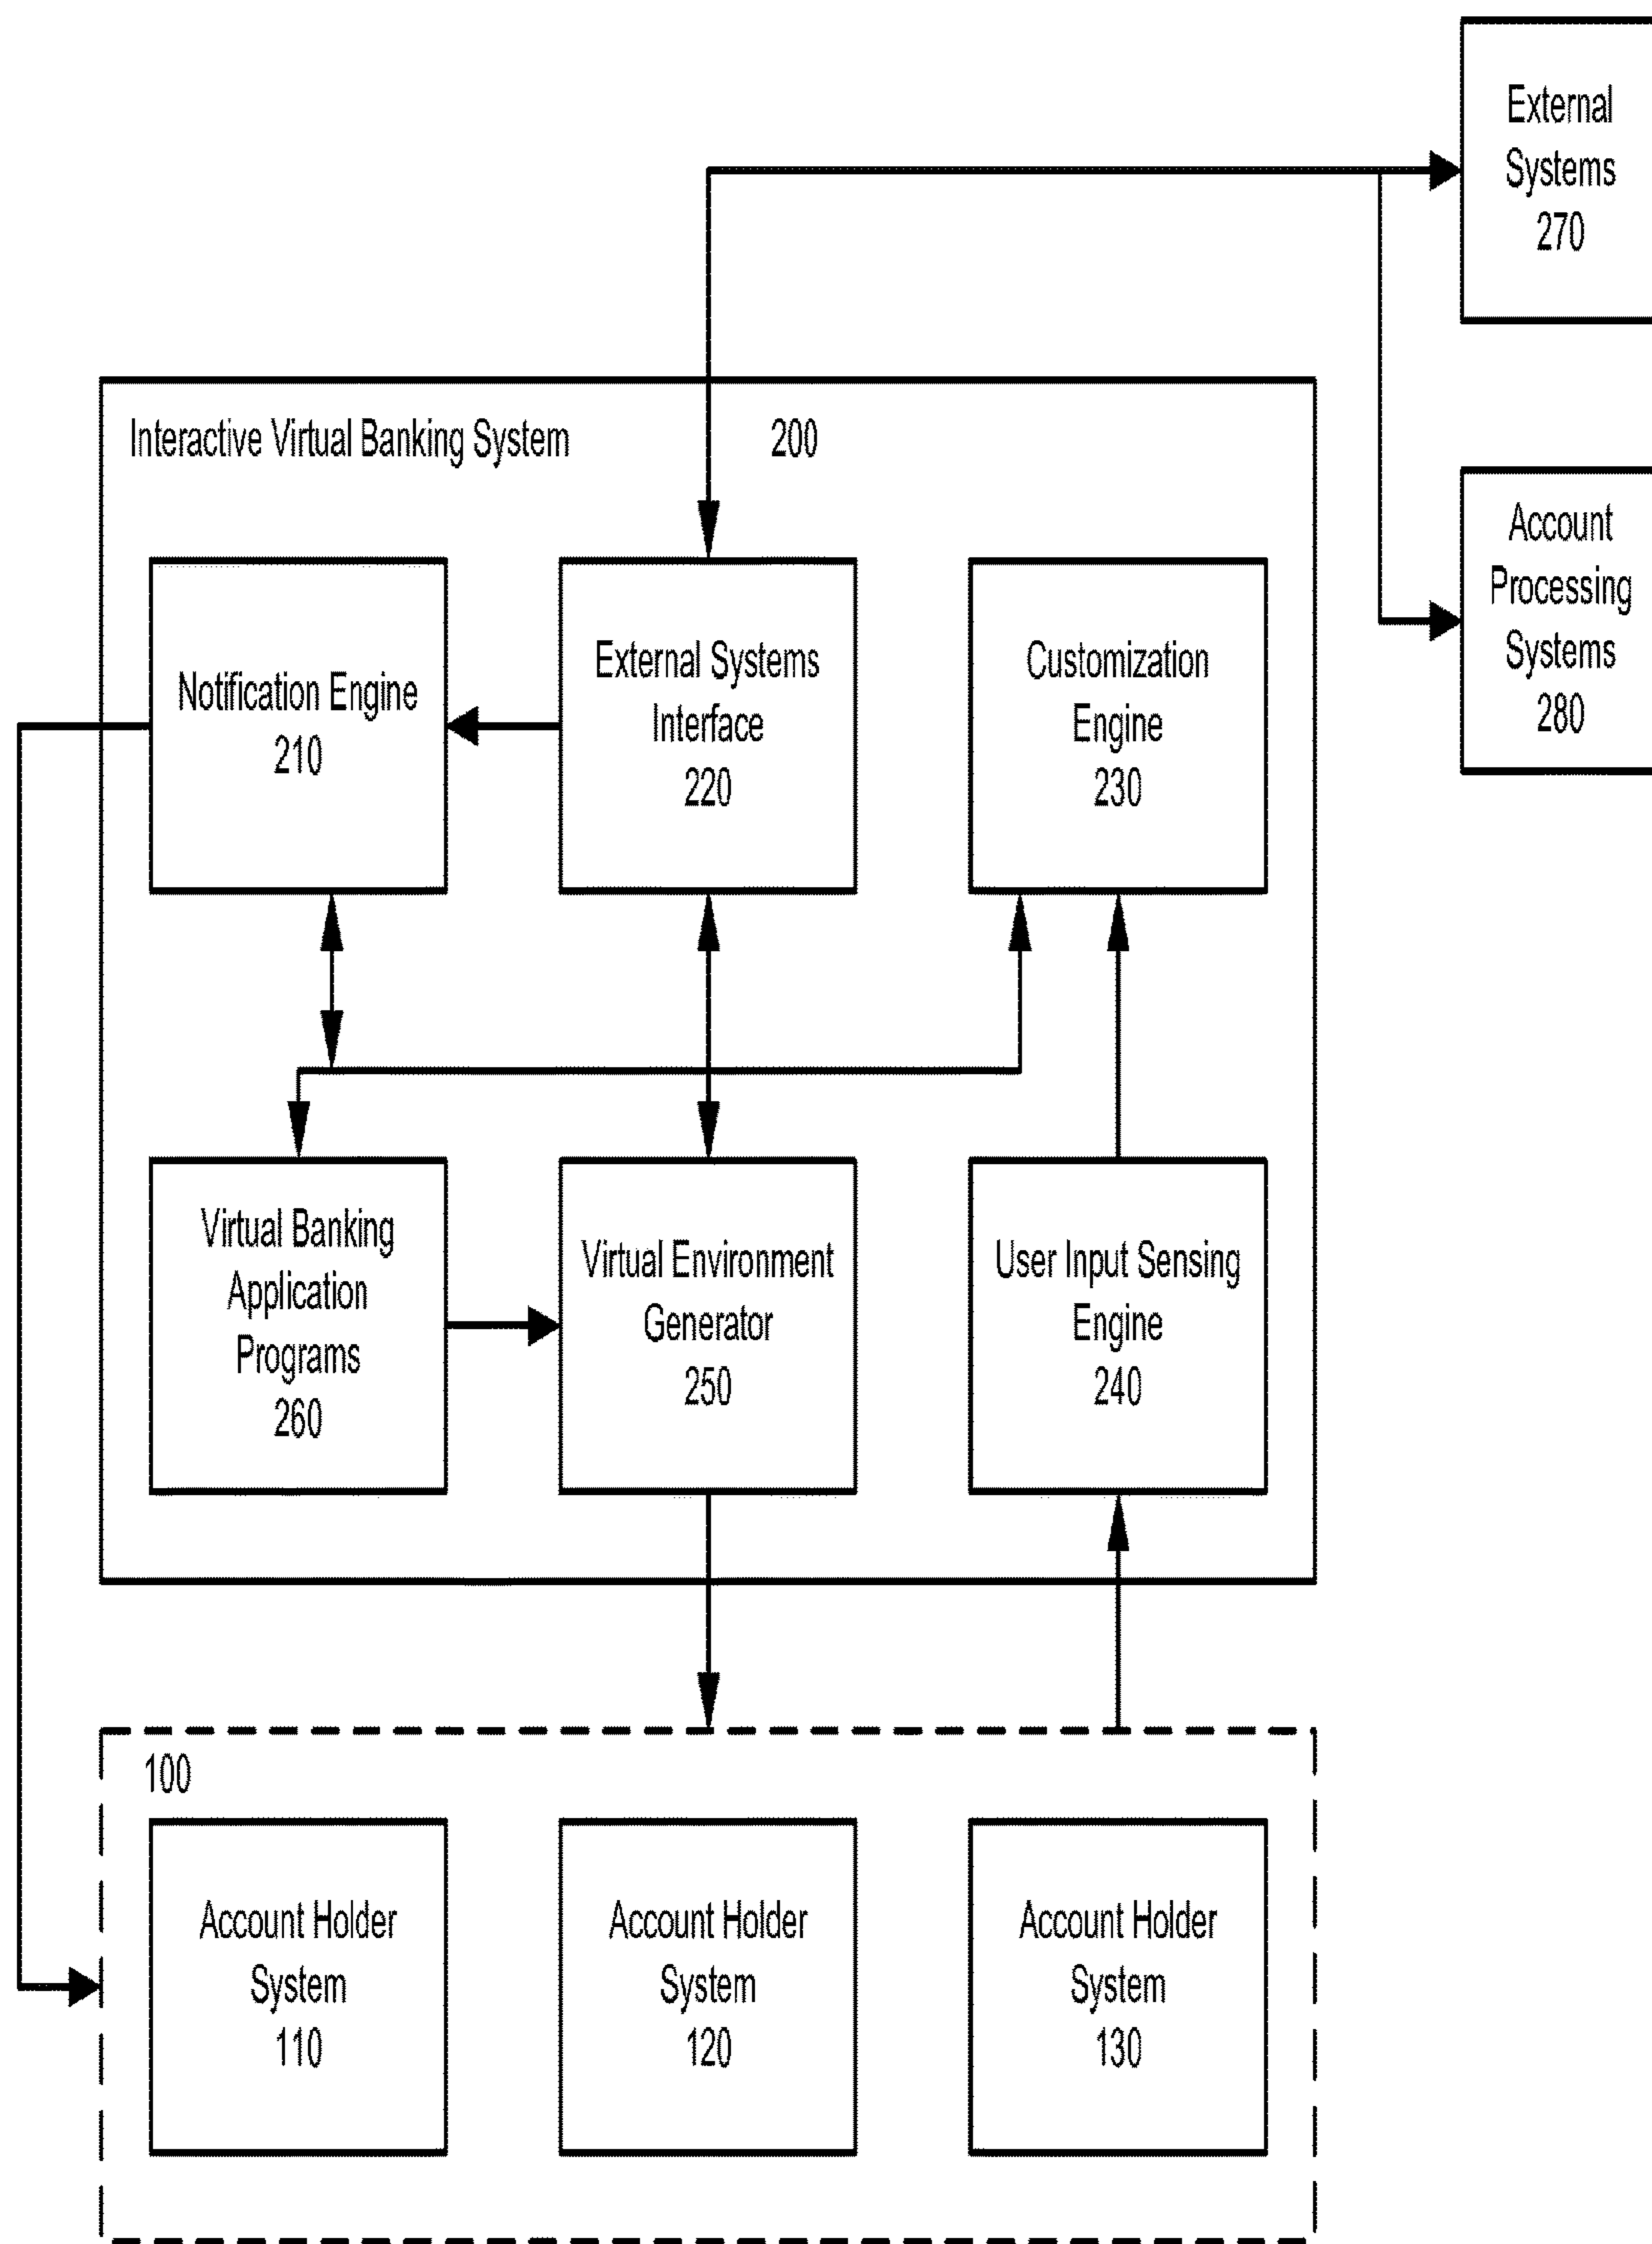 External
Systems
270
Interactive Virtual Banking System 200
Account
Processing
Systems
280
Notification Engine
210
External Systems
Interface
220
Customization
Engine
230
Virtual Banking
Application
Programs
260
Virtual Environment
Generator
250
User Input Sensing
Engine
240
100
Account Holder
System
110
Account Holder
System
120
Account Holder
System
130